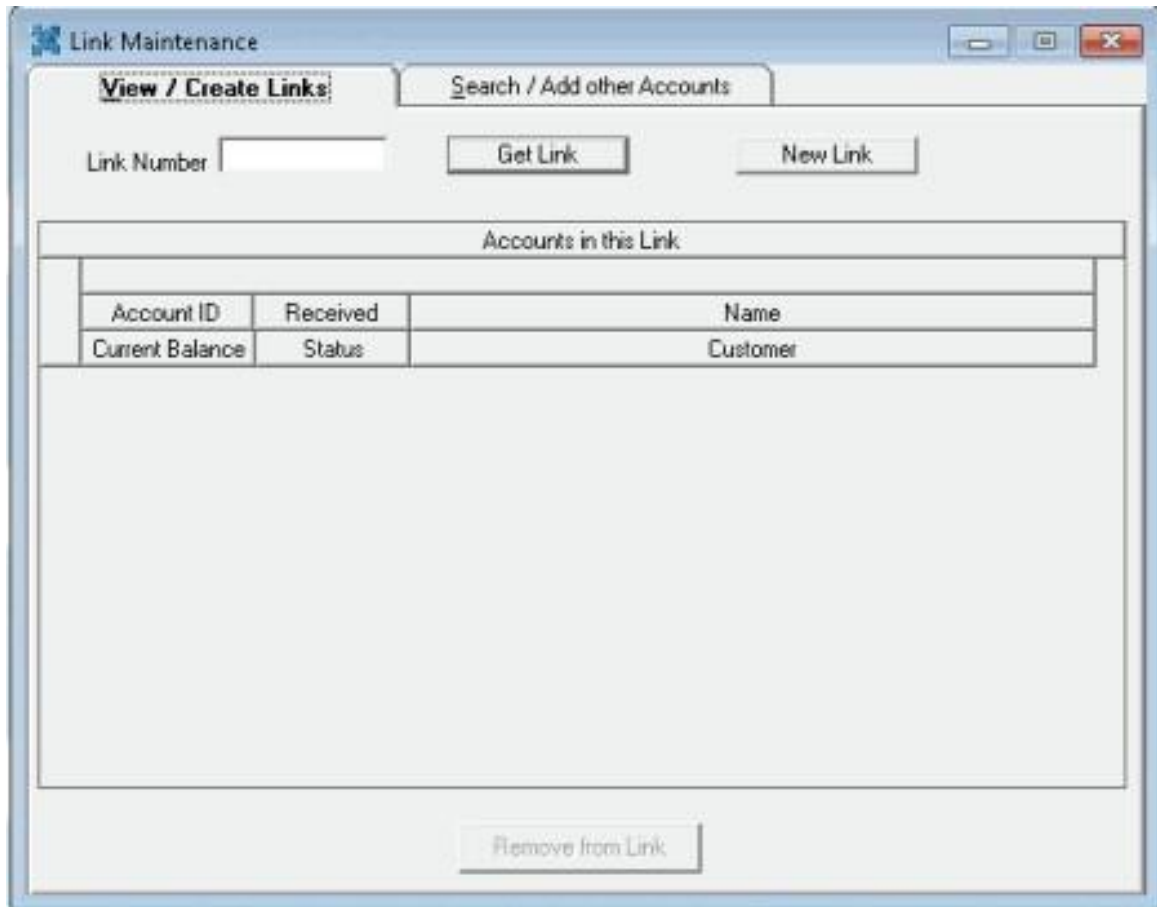 Link Maintenance
View / Create Links
Search / Add other Accounts
Link Number
Get Link
New Link
Accounts in this Link
Account ID Received Name
Current Balance Status Customer
Remove from Link